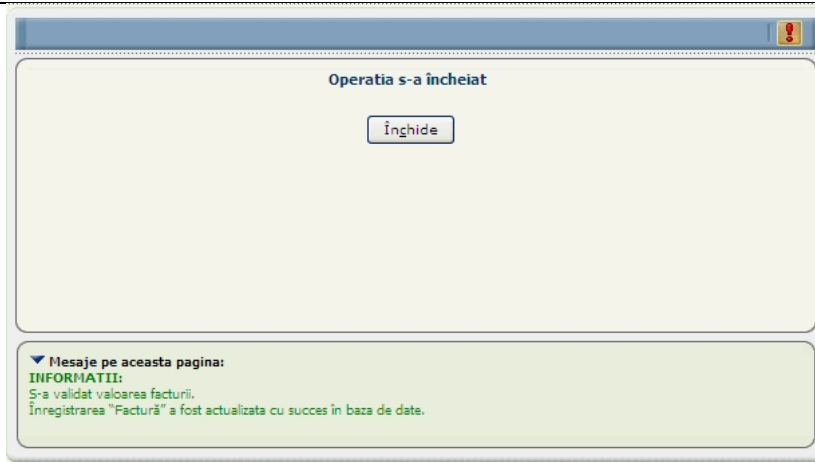 Operatia s-a încheiat
Închide
Mesaje pe aceasta pagina:
INFORMATII:
S-a validat valoarea facturii.
Înregistrarea "Factură" a fost actualizata cu succes în baza de date.